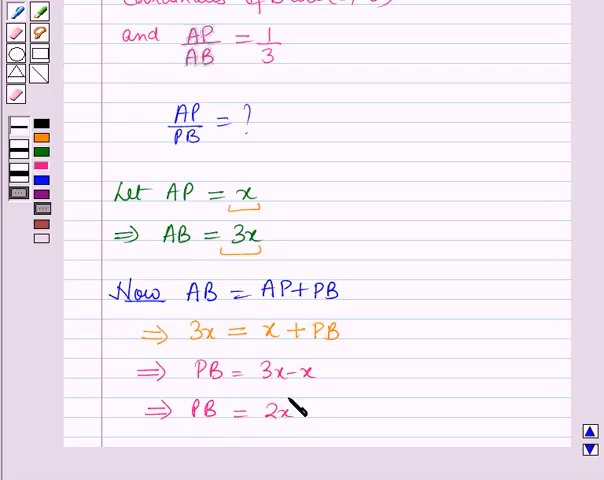 and AP/AB = 1/3
AP/PB = ?
Let AP = x
⇒ AB = 3x
Now AB = AP+PB
⇒ 3x = x + PB
⇒ PB = 3x-x
⇒ PB = 2x